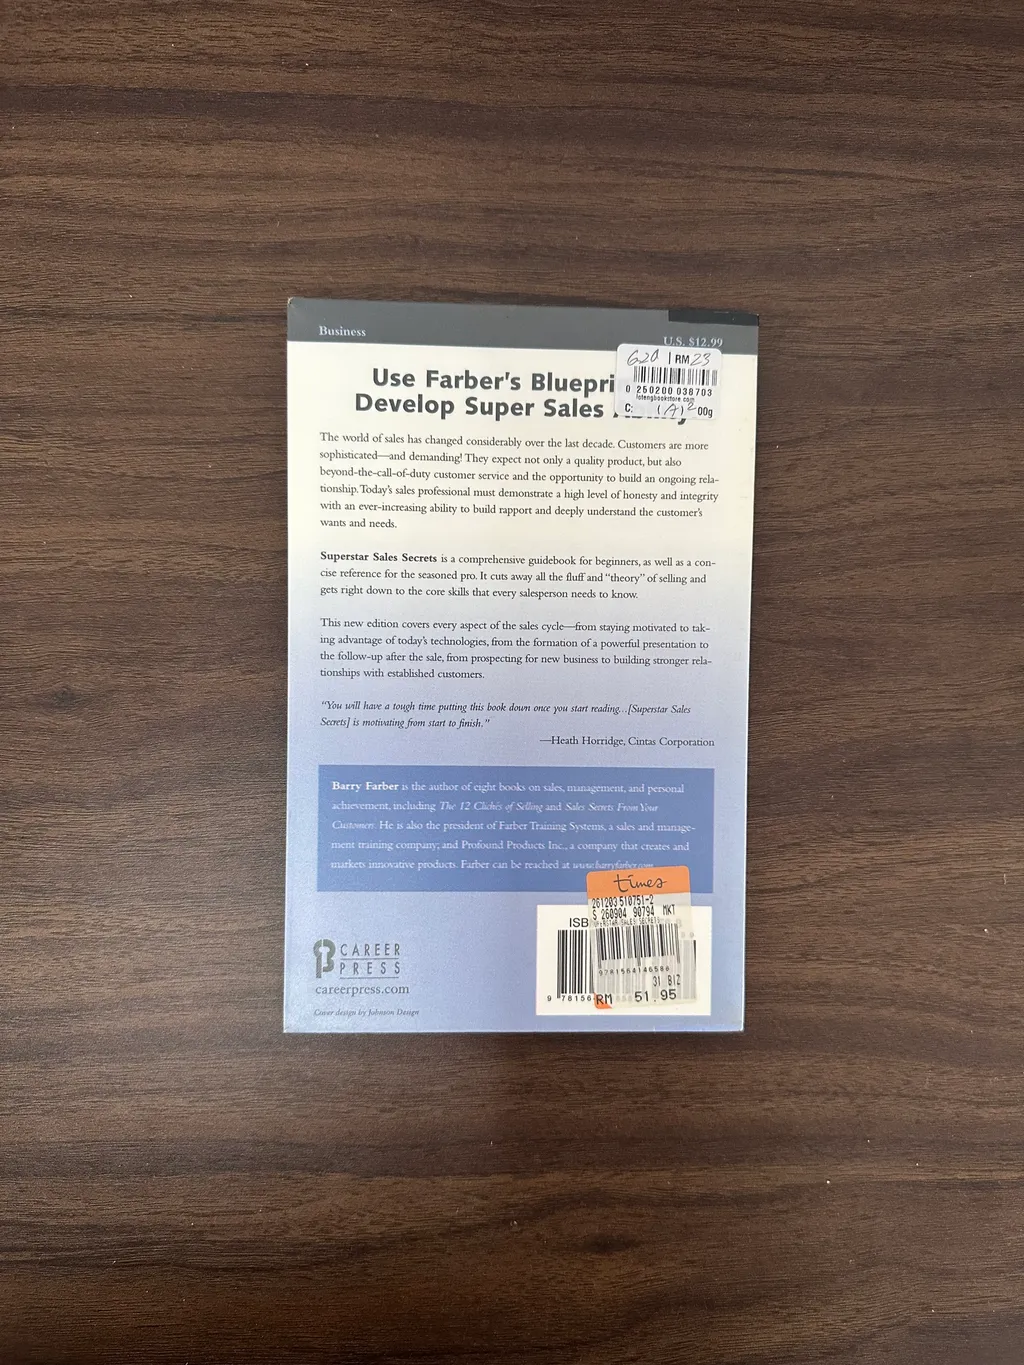 Business
U.S. $12.99
620 RM23
0 250200 038703
C: (A)2 00g
Use Farber's Bluepri
Develop Super Sales
The world of sales has changed considerably over the last decade. Customers are more
sophisticated—and demanding! They expect not only a quality product, but also
beyond-the-call-of-duty customer service and the opportunity to build an ongoing rela-
tionship. Today's sales professional must demonstrate a high level of honesty and integrity
with an ever-increasing ability to build rapport and deeply understand the customer's
wants and needs.
Superstar Sales Secrets is a comprehensive guidebook for beginners, as well as a con-
cise reference for the seasoned pro. It cuts away all the fluff and “theory” of selling and
gets right down to the core skills that every salesperson needs to know.
This new edition covers every aspect of the sales cycle—from staying motivated to tak-
ing advantage of today's technologies, from the formation of a powerful presentation to
the follow-up after the sale, from prospecting for new business to building stronger rela-
tionships with established customers.
“You will have a tough time putting this book down once you start reading...[Superstar Sales
Secrets] is motivating from start to finish.”
—Heath Horridge, Cintas Corporation
Barry Farber is the author of eight books on sales, management, and personal
achievement, including The 12 Clichés of Selling and Sales Secrets From Your
Customers. He is also the president of Farber Training Systems, a sales and manage-
ment training company; and Profound Products Inc., a company that creates and
markets innovative products. Farber can be reached at www.barryfarber.com
times
261203510751-2
S 260904 90794 MKT
ISB
9781564146588
31 BIZ
9 78156
RM 51.95
CAREER
PRESS
careerpress.com
Cover design by Johnson Design